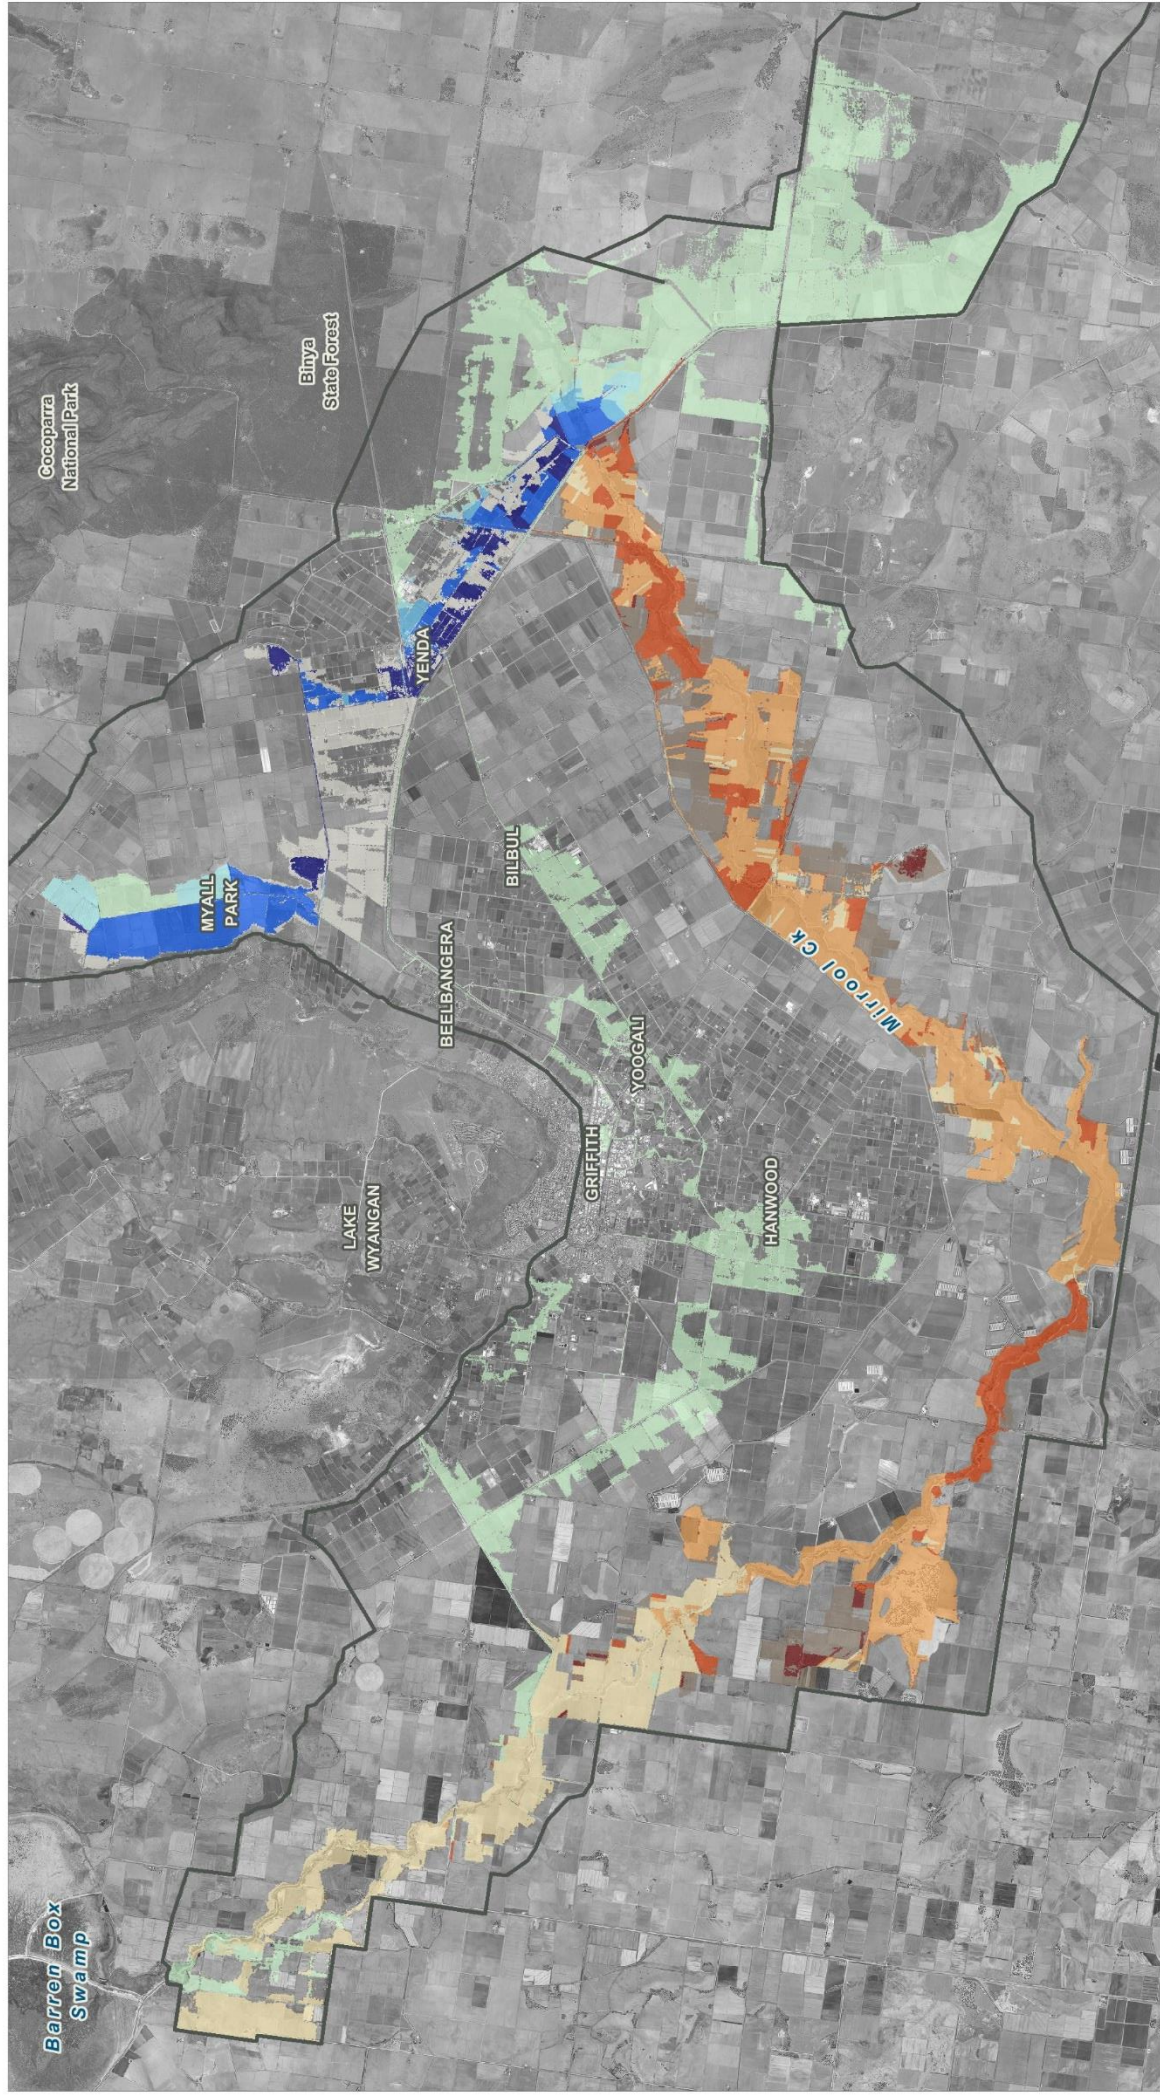 Barren Box
Swamp
Cocoparra
National Park
Binya
State Forest
LAKE
WYANGAN
MYALL
PARK
BEELBANGERA
YENDA
BILBUL
GRIFFITH
YOOGALI
HANWOOD
Mirrool Ck